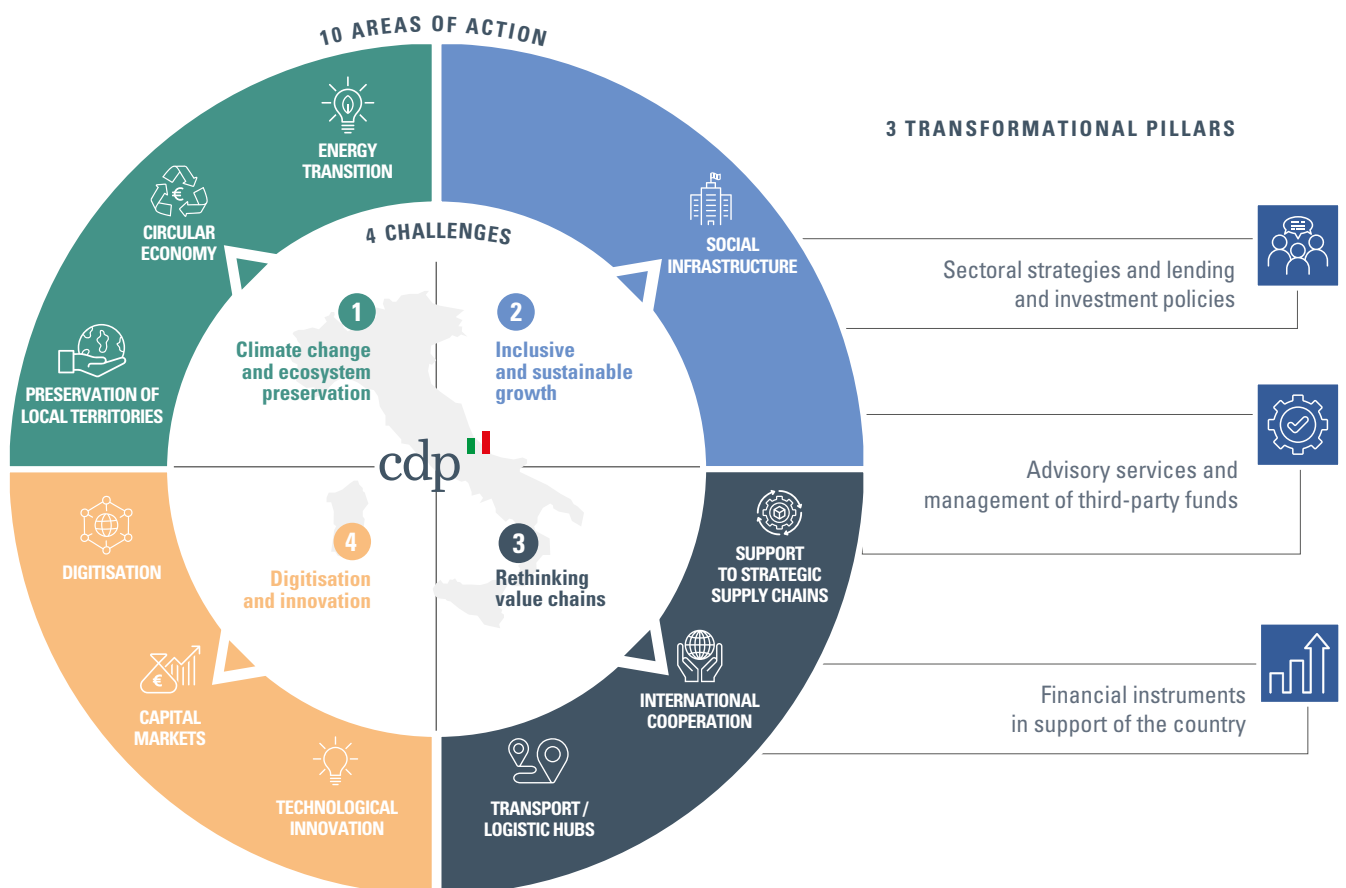 10 AREAS OF ACTION
ENERGY
TRANSITION
CIRCULAR
ECONOMY
PRESERVATION OF
LOCAL TERRITORIES
SOCIAL
INFRASTRUCTURE
4 CHALLENGES
1
Climate change
and ecosystem
preservation
2
Inclusive
and sustainable
growth
cdp
4
Digitisation
and innovation
3
Rethinking
value chains
DIGITISATION
€
CAPITAL
MARKETS
TECHNOLOGICAL
INNOVATION
SUPPORT
TO STRATEGIC
SUPPLY CHAINS
INTERNATIONAL
COOPERATION
TRANSPORT /
LOGISTIC HUBS
€
3 TRANSFORMATIONAL PILLARS
Sectoral strategies and lending
and investment policies
Advisory services and
management of third-party funds
Financial instruments
in support of the country